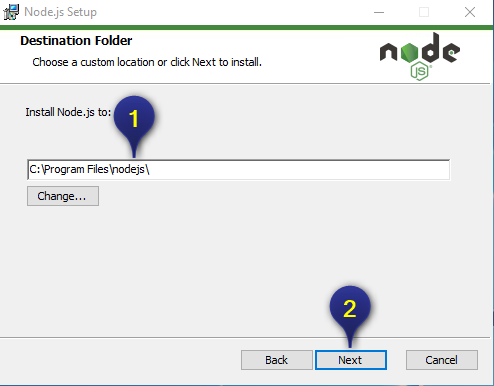 Node.js Setup
Destination Folder
Choose a custom location or click Next to install.
node
JS
Install Node.js to:
1
C:\Program Files\nodejs\
Change...
2
Back
Next
Cancel